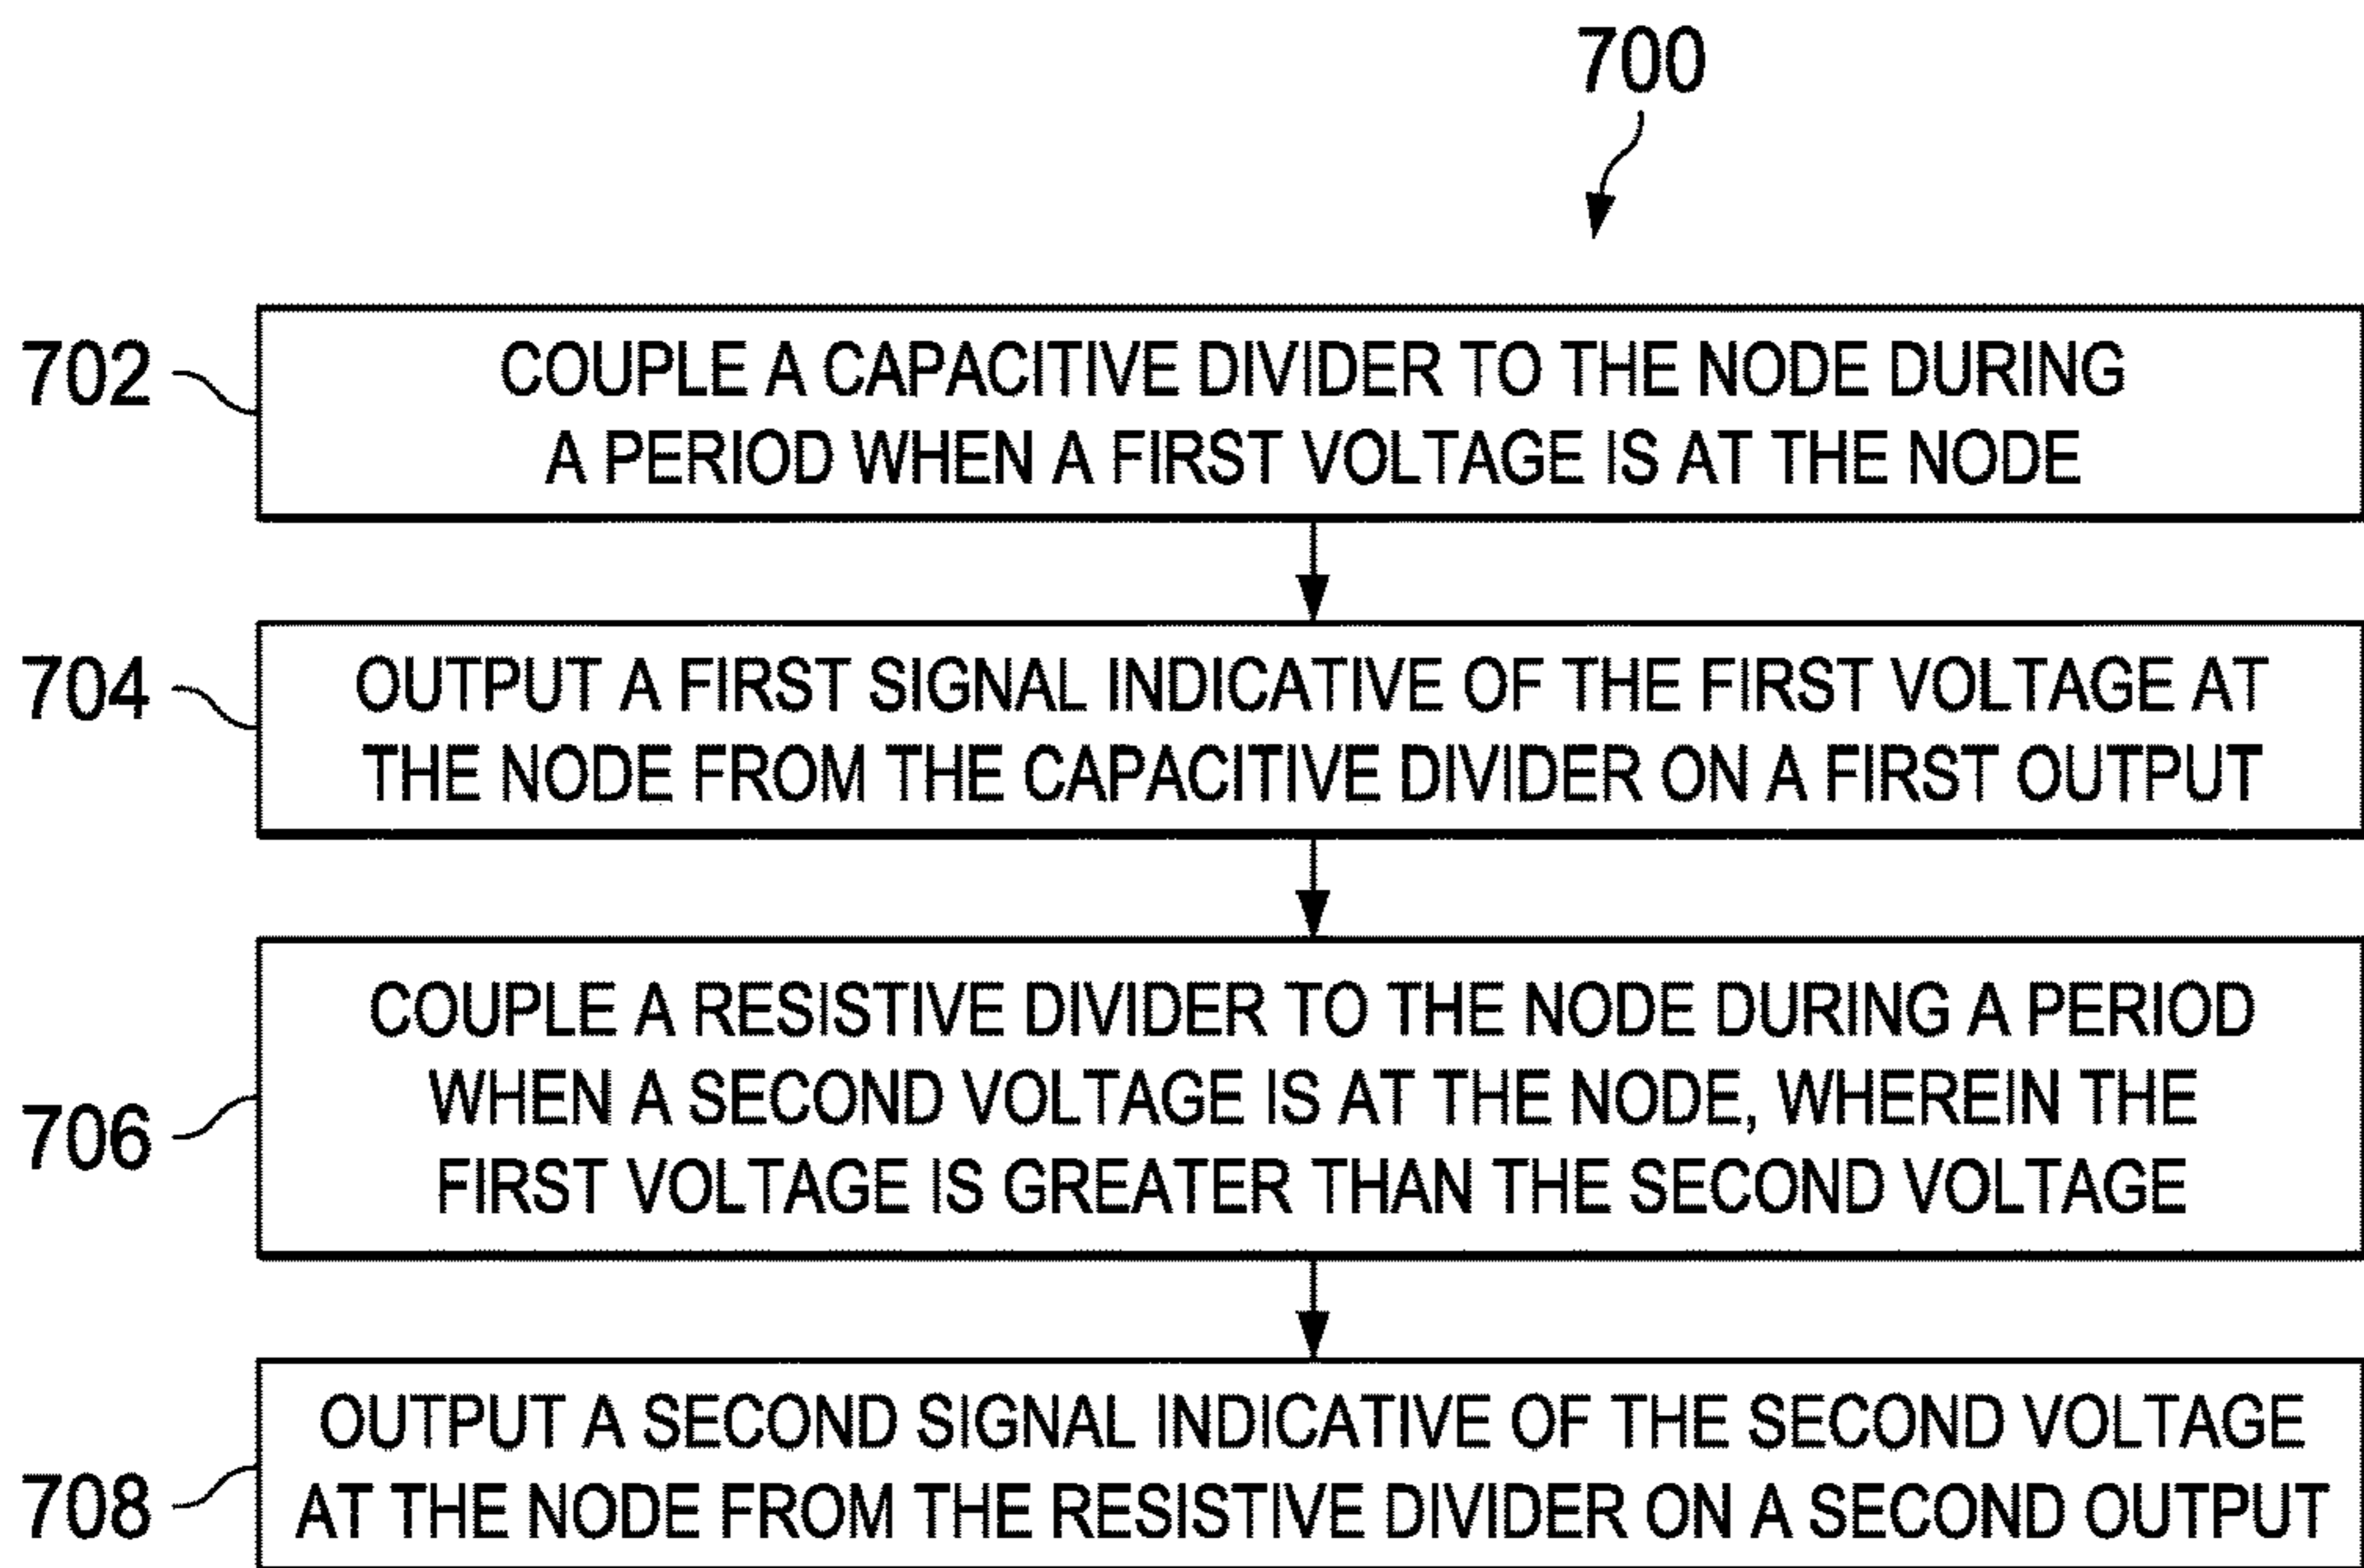 700
702
COUPLE A CAPACITIVE DIVIDER TO THE NODE DURING
A PERIOD WHEN A FIRST VOLTAGE IS AT THE NODE
704
OUTPUT A FIRST SIGNAL INDICATIVE OF THE FIRST VOLTAGE AT
THE NODE FROM THE CAPACITIVE DIVIDER ON A FIRST OUTPUT
706
COUPLE A RESISTIVE DIVIDER TO THE NODE DURING A PERIOD
WHEN A SECOND VOLTAGE IS AT THE NODE, WHEREIN THE
FIRST VOLTAGE IS GREATER THAN THE SECOND VOLTAGE
708
OUTPUT A SECOND SIGNAL INDICATIVE OF THE SECOND VOLTAGE
AT THE NODE FROM THE RESISTIVE DIVIDER ON A SECOND OUTPUT